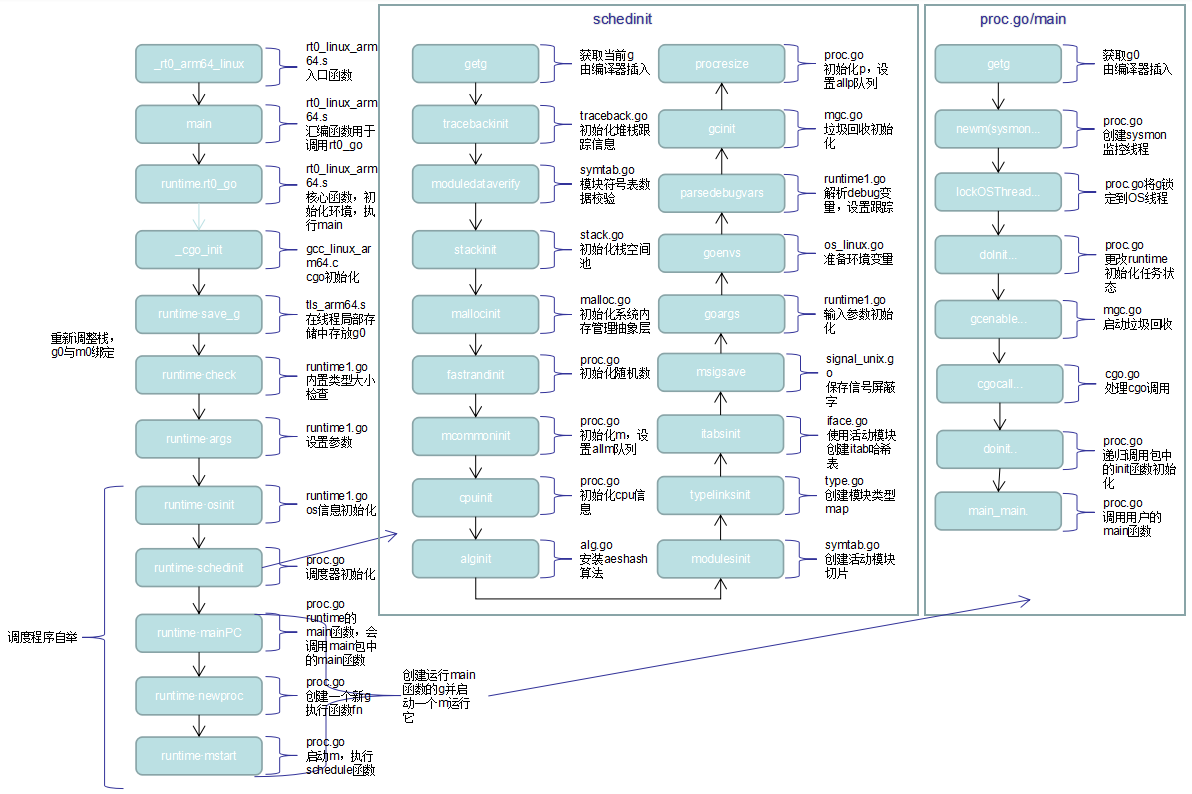 _rt0_arm64_linux
rt0_linux_arm
64.s
入口函数
main
rt0_linux_arm
64.s
汇编函数用于
调用rt0_go
runtime.rt0_go
rt0_linux_arm
64.s
核心函数，初
始化环境，执
行main
_cgo_init
gcc_linux_a
rm64.c
cgo初始化
runtime·save_g
tls_arm64.s
在线程局部存
储中存放g0
重新调整栈，
g0与m0绑定
runtime·check
runtime1.go
内置类型大小
检查
runtime·args
runtime1.go
设置参数
runtime·osinit
runtime1.go
os信息初始化
runtime·schedinit
proc.go
调度器初始化
调度程序自举
runtime·mainPC
proc.go
runtime的
main函数，会
调用main包中
的main函数
runtime·newproc
proc.go
创建一个新g
执行函数fn
runtime·mstart
proc.go
启动m，执行
schedule函数
创建运行main
函数的g并启
动一个m运行
它
schedinit
getg
获取当前g
由编译器插入
tracebackinit
traceback.go
初始化堆栈跟
踪信息
moduledataverify
symtab.go
模块符号表数
据校验
stackinit
stack.go
初始化栈空间
池
mallocinit
malloc.go
初始化系统内
存管理抽象层
fastrandinit
proc.go
初始化随机数
mcommoninit
proc.go
初始化m，设
置allm队列
cpuinit
proc.go
初始化cpu信
息
alginit
alg.go
安装aeshash
算法
procresize
proc.go
初始化p，设
置allp队列
gcinit
mgc.go
垃圾回收初始
化
parsedebugvars
runtime1.go
解析debug变
量，设置跟踪
goenvs
os_linux.go
准备环境变量
goargs
runtime1.go
输入参数初始
化
msigsave
signal_unix.g
o
保存信号屏蔽
字
itabsinit
iface.go
使用活动模块
创建itab哈希
表
typelinksinit
type.go
创建模块类型
map
modulesinit
symtab.go
创建活动模块
切片
proc.go/main
getg
获取g0
由编译器插入
newm(sysmon...
proc.go
创建sysmon
监控线程
lockOSThread...
proc.go将g锁
定到OS线程
doInit...
proc.go
更改runtime
初始化任务状
态
gcenable...
mgc.go
启动垃圾回收
cgocall...
cgo.go
处理cgo调用
doinit..
proc.go
递归调用包中
的init函数初始
化
main_main.
proc.go
调用用户的
main函数